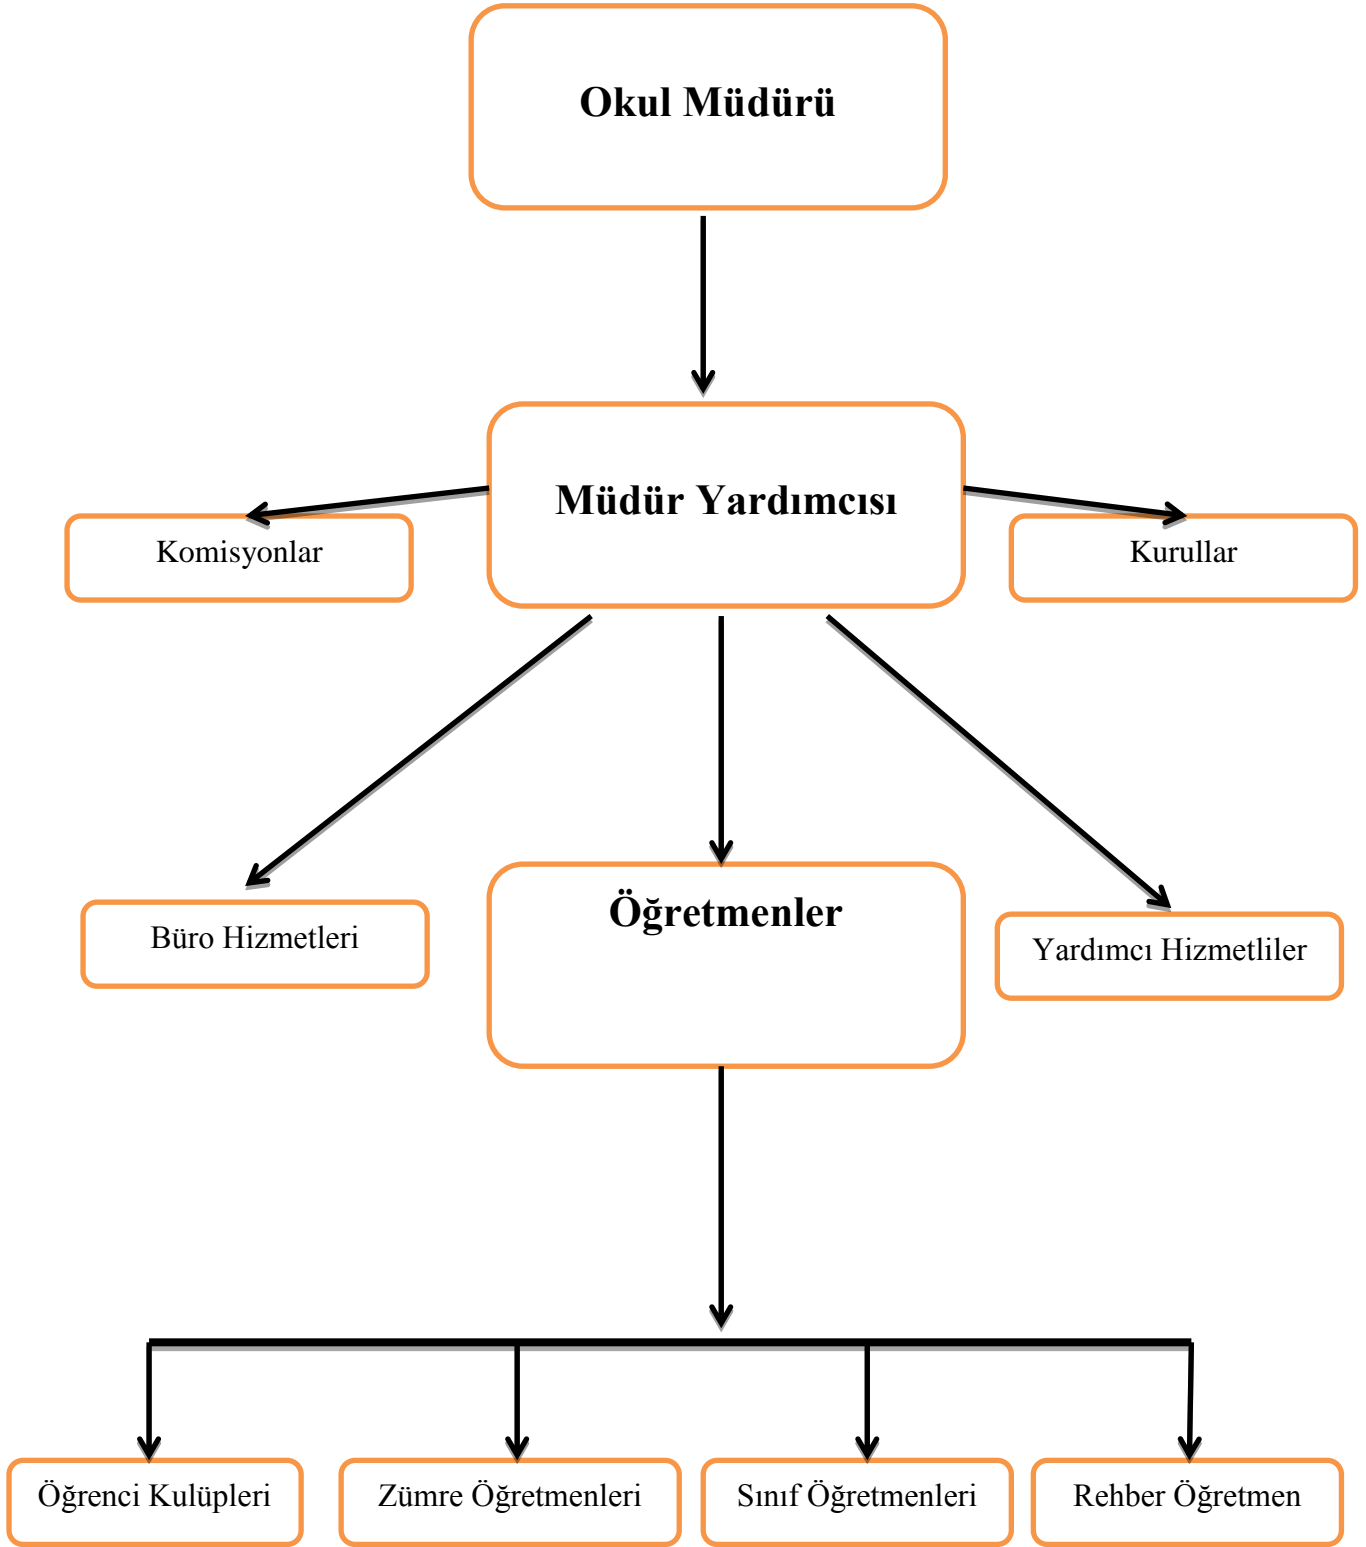 Okul Müdürü
Müdür Yardımcısı
Komisyonlar
Kurullar
Büro Hizmetleri
Öğretmenler
Yardımcı Hizmetliler
Öğrenci Kulüpleri
Zümre Öğretmenleri
Sınıf Öğretmenleri
Rehber Öğretmen